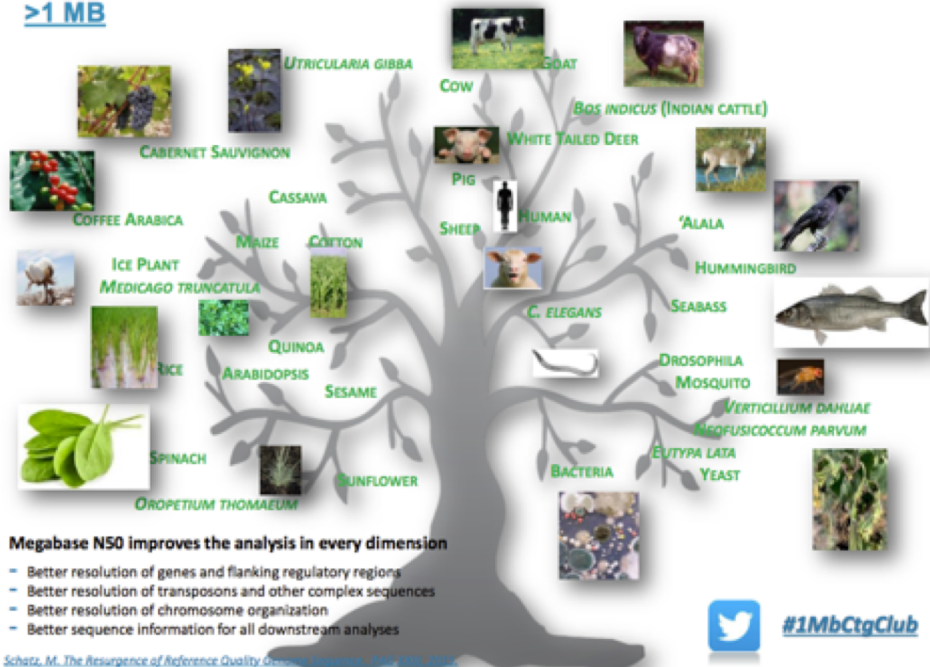 >1 MB
UTRICULARIA GIBBA
GOAT
COW
BOS INDICUS (INDIAN CATTLE)
CABERNET SAUVIGNON
WHITE TAILED DEER
PIG
CASSAVA
COFFEE ARABICA
HUMAN
SHEEP
'ALALA
MAIZE
COTTON
ICE PLANT
HUMMINGBIRD
MEDICAGO TRUNCATULA
SEABASS
C. ELEGANS
QUINOA
RICE
ARABIDOPSIS
DROSOPHILA
MOSQUITO
SESAME
VERTICILLIUM DAHLIAE
NEOFUSICOCCUM PARVUM
SPINACH
EUTYPA LATA
BACTERIA
YEAST
SUNFLOWER
OROPETIUM THOMAEUM
Megabase N50 improves the analysis in every dimension
– Better resolution of genes and flanking regulatory regions
– Better resolution of transposons and other complex sequences
– Better resolution of chromosome organization
– Better sequence information for all downstream analyses
#1MbCtgClub
Schatz, M. The Resurgence of Reference Quality